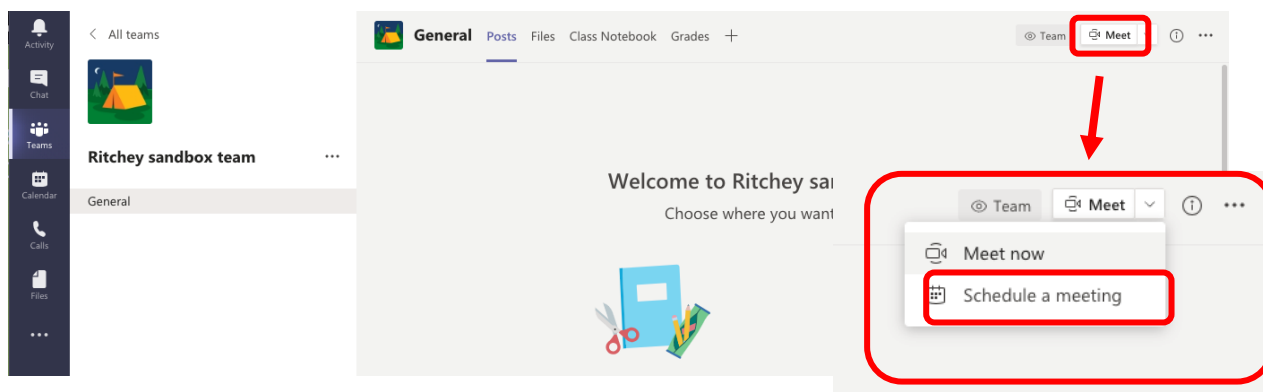 Activity
Chat
Teams
Calendar
Calls
Files
All teams
Ritchey sandbox team
General
General Posts Files Class Notebook Grades
Team Meet
Welcome to Ritchey sa
Choose where you want
Team Meet
Meet now
Schedule a meeting